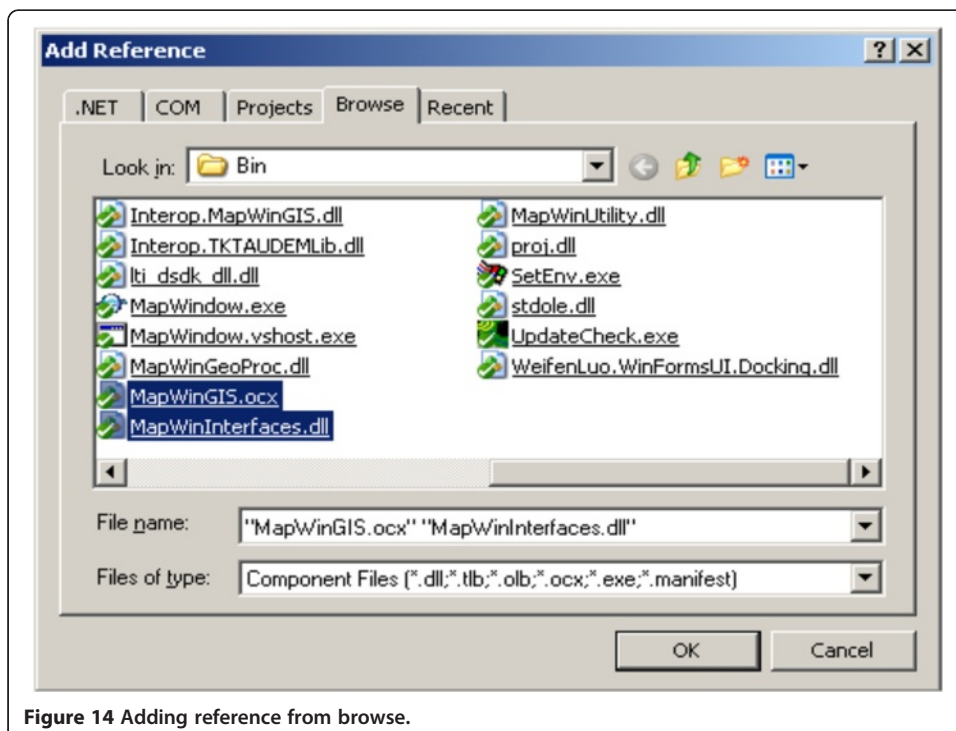 Add Reference
.NET COM Projects Browse Recent
Look in: Bin
Interop.MapWinGIS.dll
Interop.TKTAUDEMLib.dll
lti_dsdk_dll.dll
MapWindow.exe
MapWindow.vshost.exe
MapWinGeoProc.dll
MapWinGIS.ocx
MapWinInterfaces.dll
MapWinUtility.dll
proj.dll
SetEnv.exe
stdole.dll
UpdateCheck.exe
WeifenLuo.WinFormsUI.Docking.dll
File name: "MapWinGIS.ocx" "MapWinInterfaces.dll"
Files of type: Component Files (*.dll;*.tlb;*.olb;*.ocx;*.exe;*.manifest)
OK Cancel
Figure 14 Adding reference from browse.